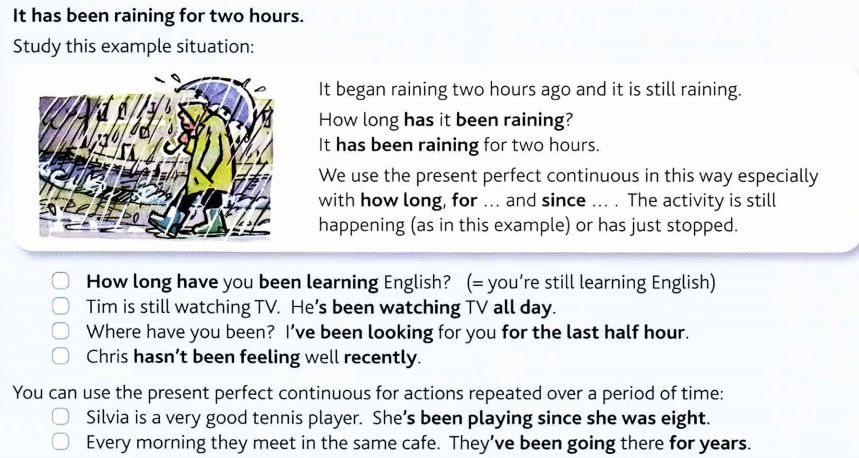 It has been raining for two hours.
Study this example situation:
It began raining two hours ago and it is still raining.
How long has it been raining?
It has been raining for two hours.
We use the present perfect continuous in this way especially
with how long, for ... and since ... . The activity is still
happening (as in this example) or has just stopped.
How long have you been learning English? (= you're still learning English)
Tim is still watching TV. He's been watching TV all day.
Where have you been? I've been looking for you for the last half hour.
Chris hasn't been feeling well recently.
You can use the present perfect continuous for actions repeated over a period of time:
Silvia is a very good tennis player. She's been playing since she was eight.
Every morning they meet in the same cafe. They've been going there for years.